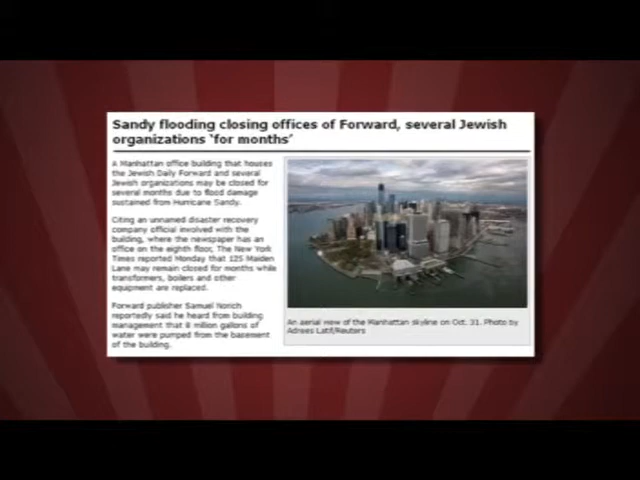 Sandy flooding closing offices of Forward, several Jewish
organizations 'for months'
A Manhattan office building that houses
the Jewish Daily Forward and several
Jewish organizations may be closed for
several months due to flood damage
sustained from Hurricane Sandy.
Citing an unnamed disaster recovery
company official involved with the
building, where the newspaper has an
office on the eighth floor, The New York
Times reported Monday that 125 Maiden
Lane may remain closed for months while
transformers, boilers and other
equipment are replaced.
Forward publisher Samuel Norich
reportedly said he heard from building
management that 8 million gallons of
water were pumped from the basement
of the building.
An aerial view of the Manhattan skyline on Oct. 31. Photo by
Adrees Latif/Reuters